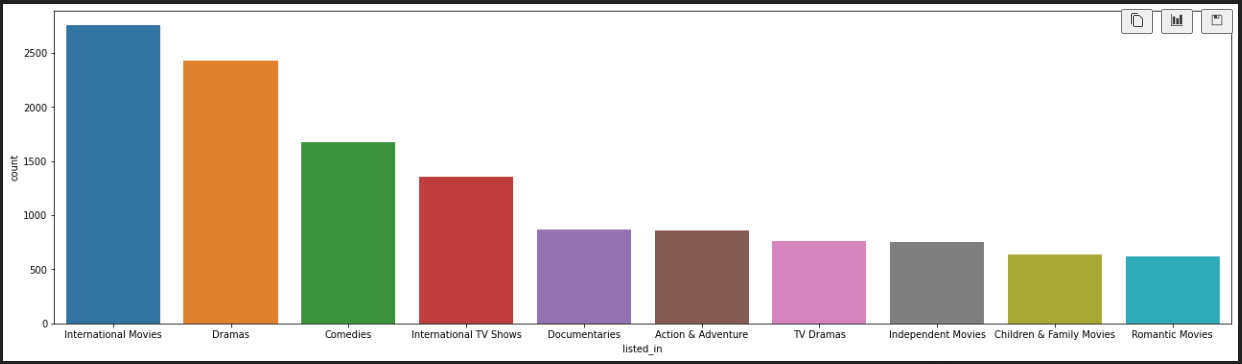 2500
2000
1500
1000
500
0
count
International Movies Dramas Comedies International TV Shows Documentaries Action & Adventure TV Dramas Independent Movies Children & Family Movies Romantic Movies
listed_in